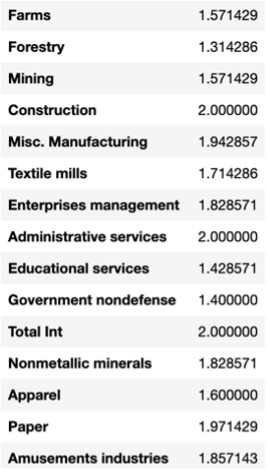 Farms 1.571429
Forestry 1.314286
Mining 1.571429
Construction 2.000000
Misc. Manufacturing 1.942857
Textile mills 1.714286
Enterprises management 1.828571
Administrative services 2.000000
Educational services 1.428571
Government nondefense 1.400000
Total Int 2.000000
Nonmetallic minerals 1.828571
Apparel 1.600000
Paper 1.971429
Amusements industries 1.857143